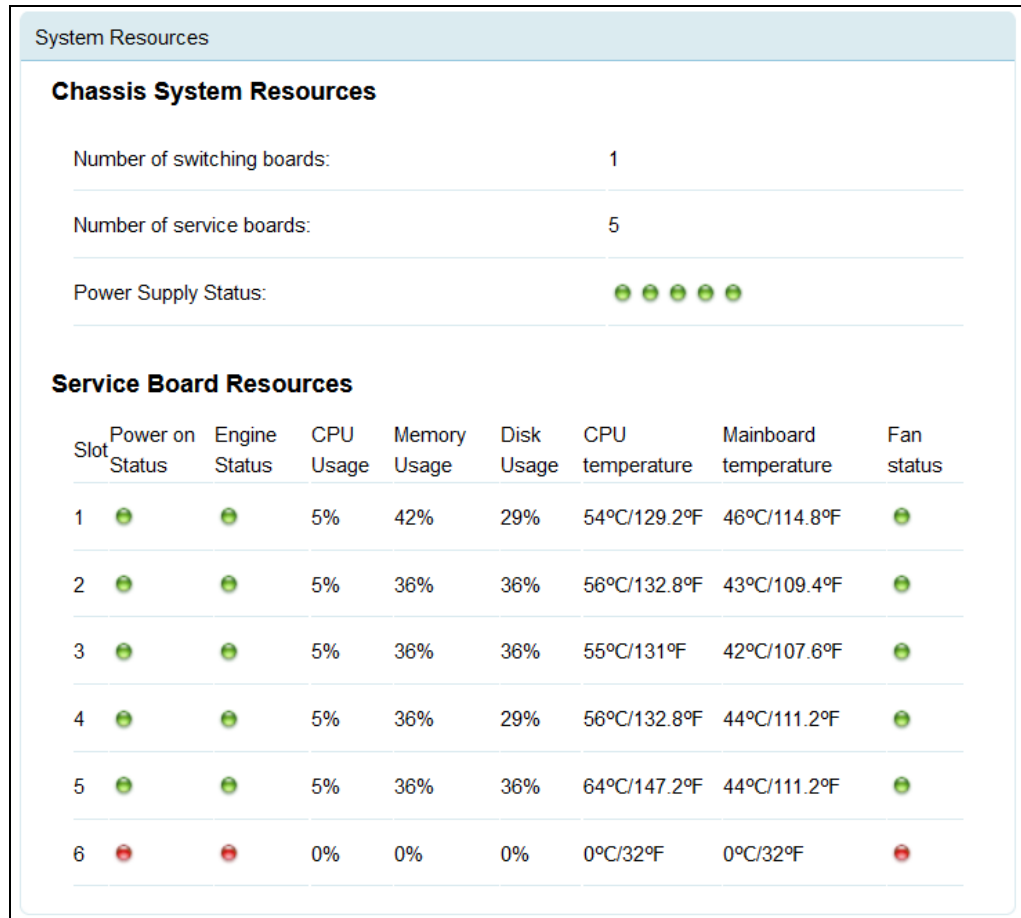 System Resources
Chassis System Resources
Number of switching boards: 1
Number of service boards: 5
Power Supply Status:
Service Board Resources
Slot Power on Status Engine Status CPU Usage Memory Usage Disk Usage CPU temperature Mainboard temperature Fan status
1 5% 42% 29% 54ºC/129.2ºF 46ºC/114.8ºF
2 5% 36% 36% 56ºC/132.8ºF 43ºC/109.4ºF
3 5% 36% 36% 55ºC/131ºF 42ºC/107.6ºF
4 5% 36% 29% 56ºC/132.8ºF 44ºC/111.2ºF
5 5% 36% 36% 64ºC/147.2ºF 44ºC/111.2ºF
6 0% 0% 0% 0ºC/32ºF 0ºC/32ºF